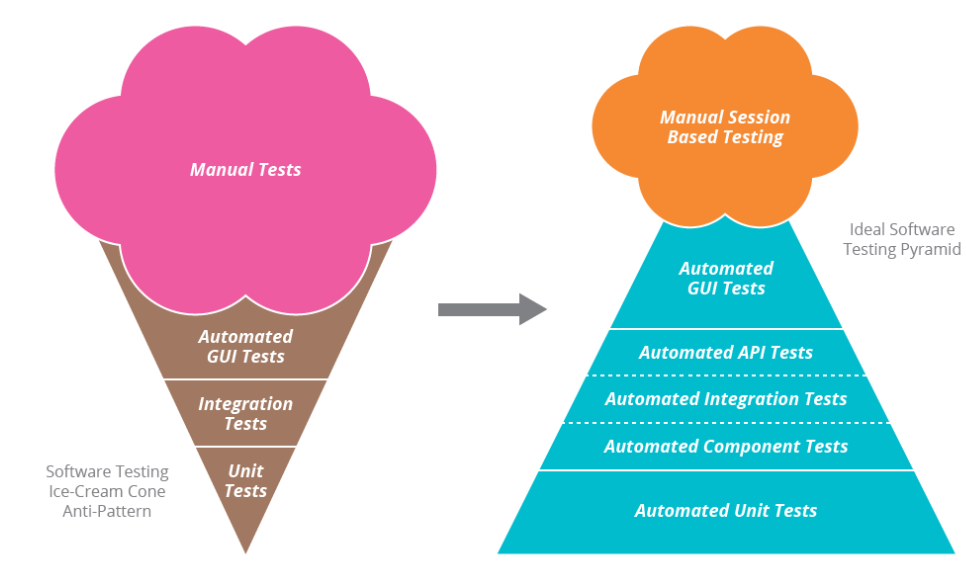 Manual Tests
Automated
GUI Tests
Integration
Tests
Unit
Tests
Software Testing
Ice-Cream Cone
Anti-Pattern
Manual Session
Based Testing
Ideal Software
Testing Pyramid
Automated
GUI Tests
Automated API Tests
Automated Integration Tests
Automated Component Tests
Automated Unit Tests